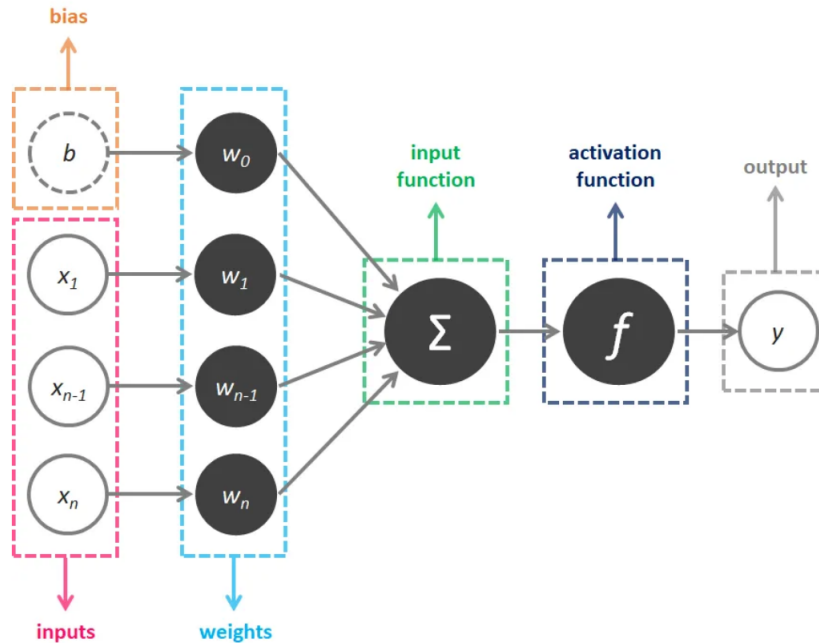 bias
b
w0
input
function
activation
function
output
x1
w1
Σ
f
y
xn-1
wn-1
xn
wn
inputs
weights